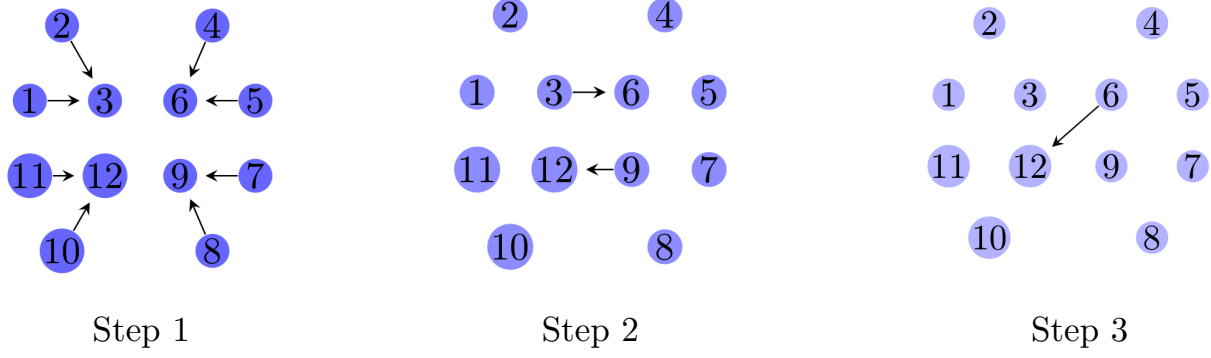 2 4 2 4 2 4
1 3 6 5 1 3 6 5 1 3 6 5
11 12 9 7 11 12 9 7 11 12 9 7
10 8 10 8 10 8
Step 1 Step 2 Step 3